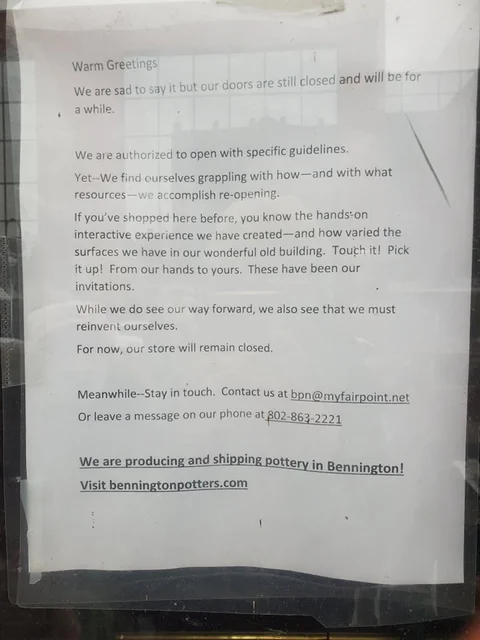 Warm Greetings
We are sad to say it but our doors are still closed and will be for
a while.
We are authorized to open with specific guidelines.
Yet--We find ourselves grappling with how—and with what
resources—we accomplish re-opening.
If you've shopped here before, you know the hands-on
interactive experience we have created—and how varied the
surfaces we have in our wonderful old building.  Touch it!  Pick
it up!  From our hands to yours.  These have been our
invitations.
While we do see our way forward, we also see that we must
reinvent ourselves.
For now, our store will remain closed.
Meanwhile--Stay in touch.  Contact us at bpn@myfairpoint.net
Or leave a message on our phone at 802-863-2221
We are producing and shipping pottery in Bennington!
Visit benningtonpotters.com